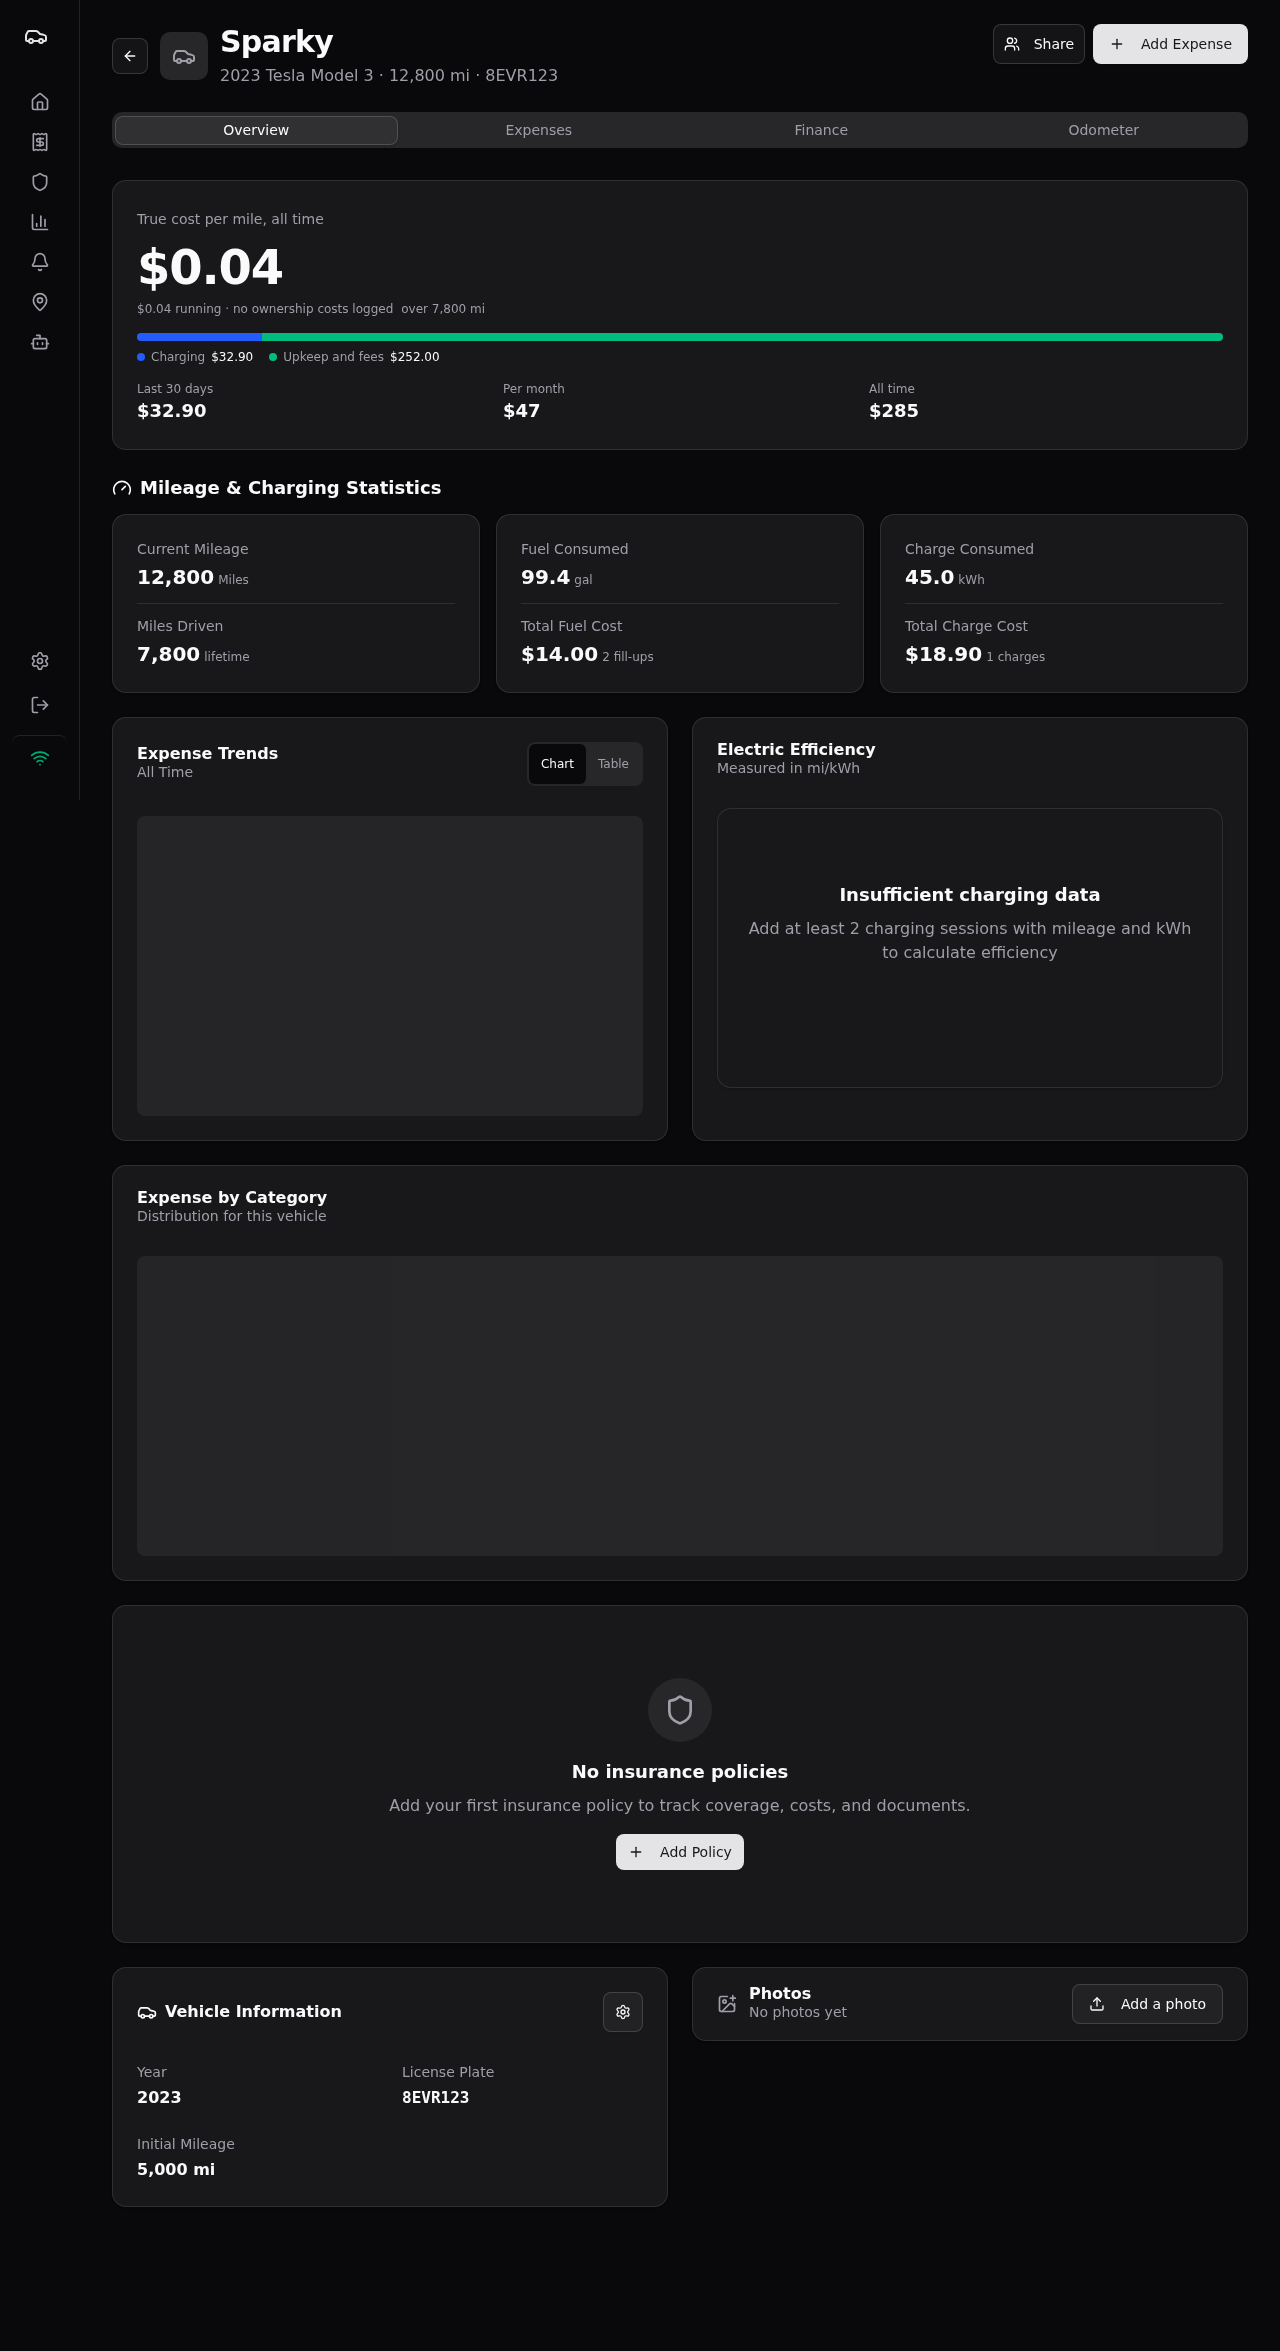 Sparky
2023 Tesla Model 3 · 12,800 mi · 8EVR123
Share
Add Expense
Overview
Expenses
Finance
Odometer
True cost per mile, all time
$0.04
$0.04 running · no ownership costs logged over 7,800 mi
Charging $32.90 Upkeep and fees $252.00
Last 30 days
$32.90
Per month
$47
All time
$285
Mileage & Charging Statistics
Current Mileage
12,800 Miles
Miles Driven
7,800 lifetime
Fuel Consumed
99.4 gal
Total Fuel Cost
$14.00 2 fill-ups
Charge Consumed
45.0 kWh
Total Charge Cost
$18.90 1 charges
Expense Trends
All Time
Chart
Table
Electric Efficiency
Measured in mi/kWh
Insufficient charging data
Add at least 2 charging sessions with mileage and kWh
to calculate efficiency
Expense by Category
Distribution for this vehicle
No insurance policies
Add your first insurance policy to track coverage, costs, and documents.
Add Policy
Vehicle Information
Year
2023
License Plate
8EVR123
Initial Mileage
5,000 mi
Photos
No photos yet
Add a photo